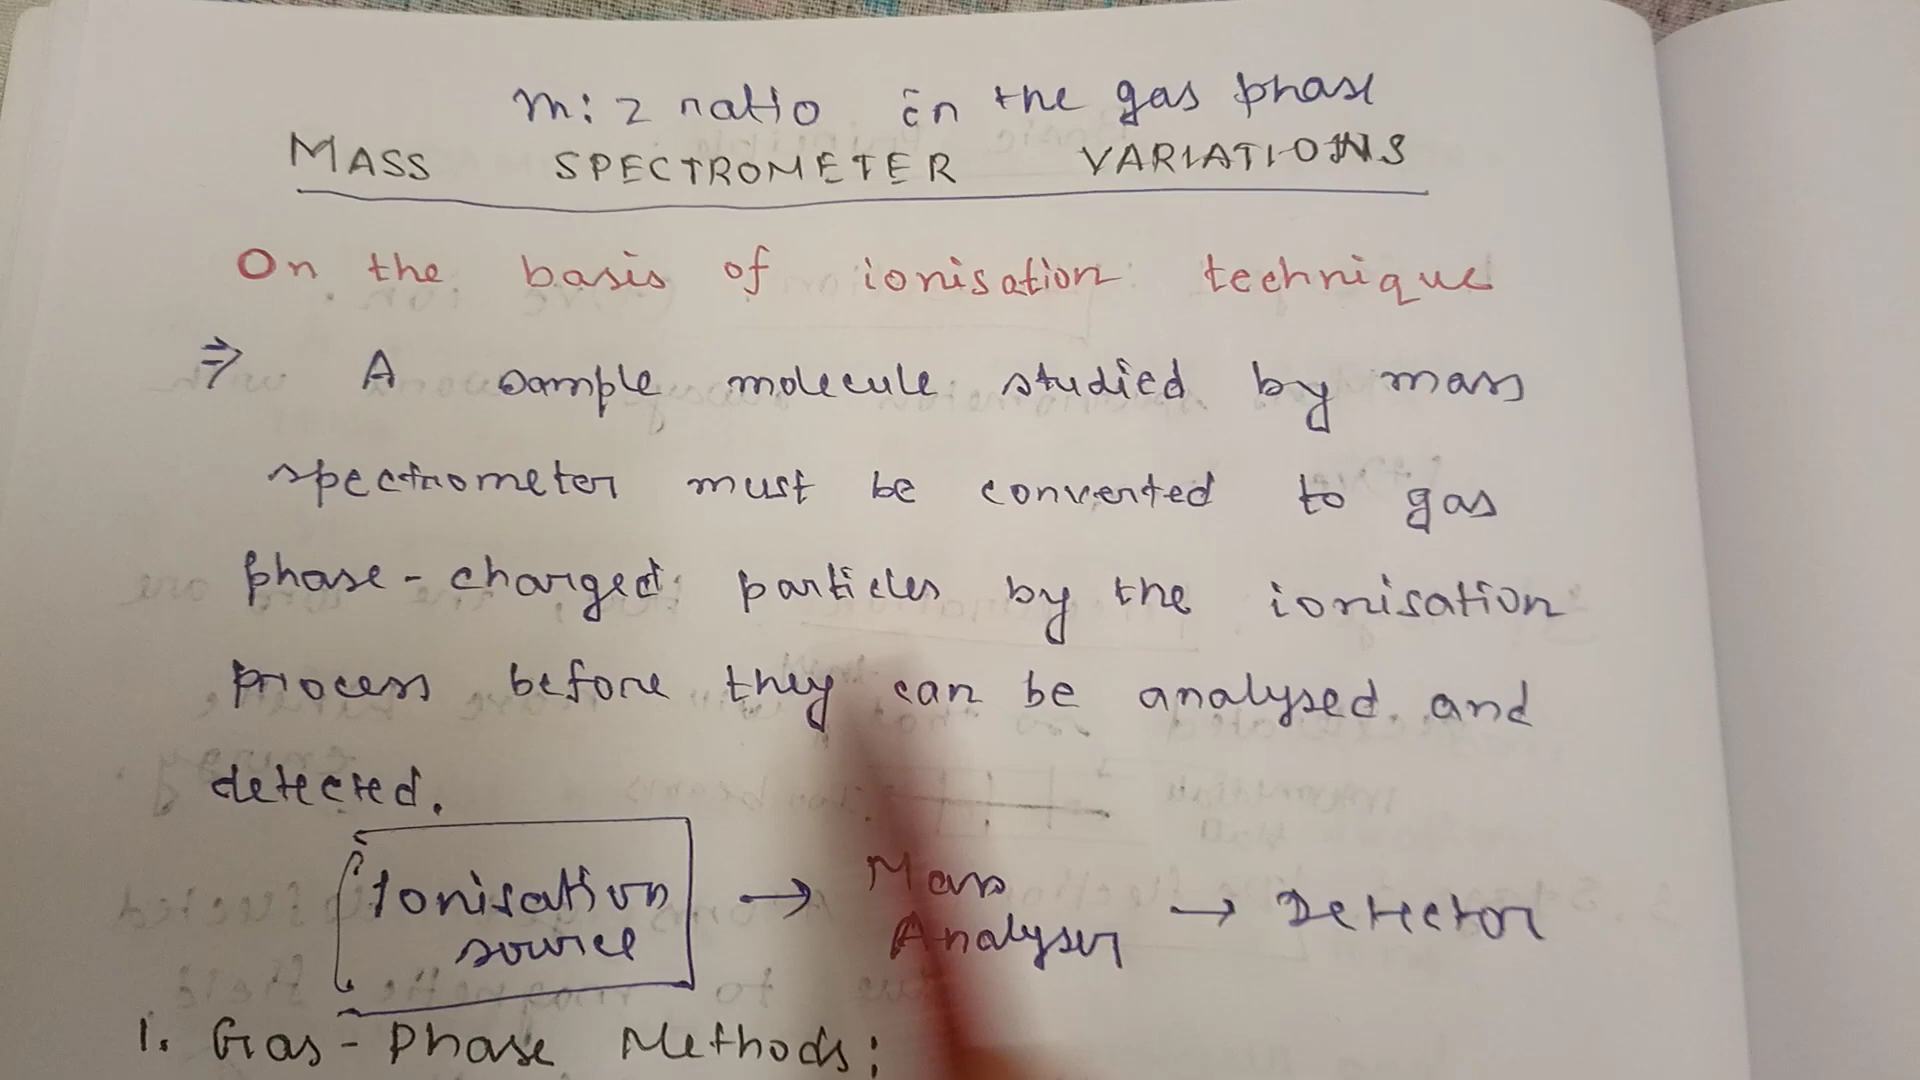 m:z ratio in the gas phase
MASS SPECTROMETER VARIATIONS
On the basis of ionisation technique
⇒ A sample molecule studied by mass
spectrometer must be converted to gas
phase-charged particles by the ionisation
process before they can be analysed and
detected.
Ionisation source → Mass Analyser → Detector
1. Gas-Phase Methods: